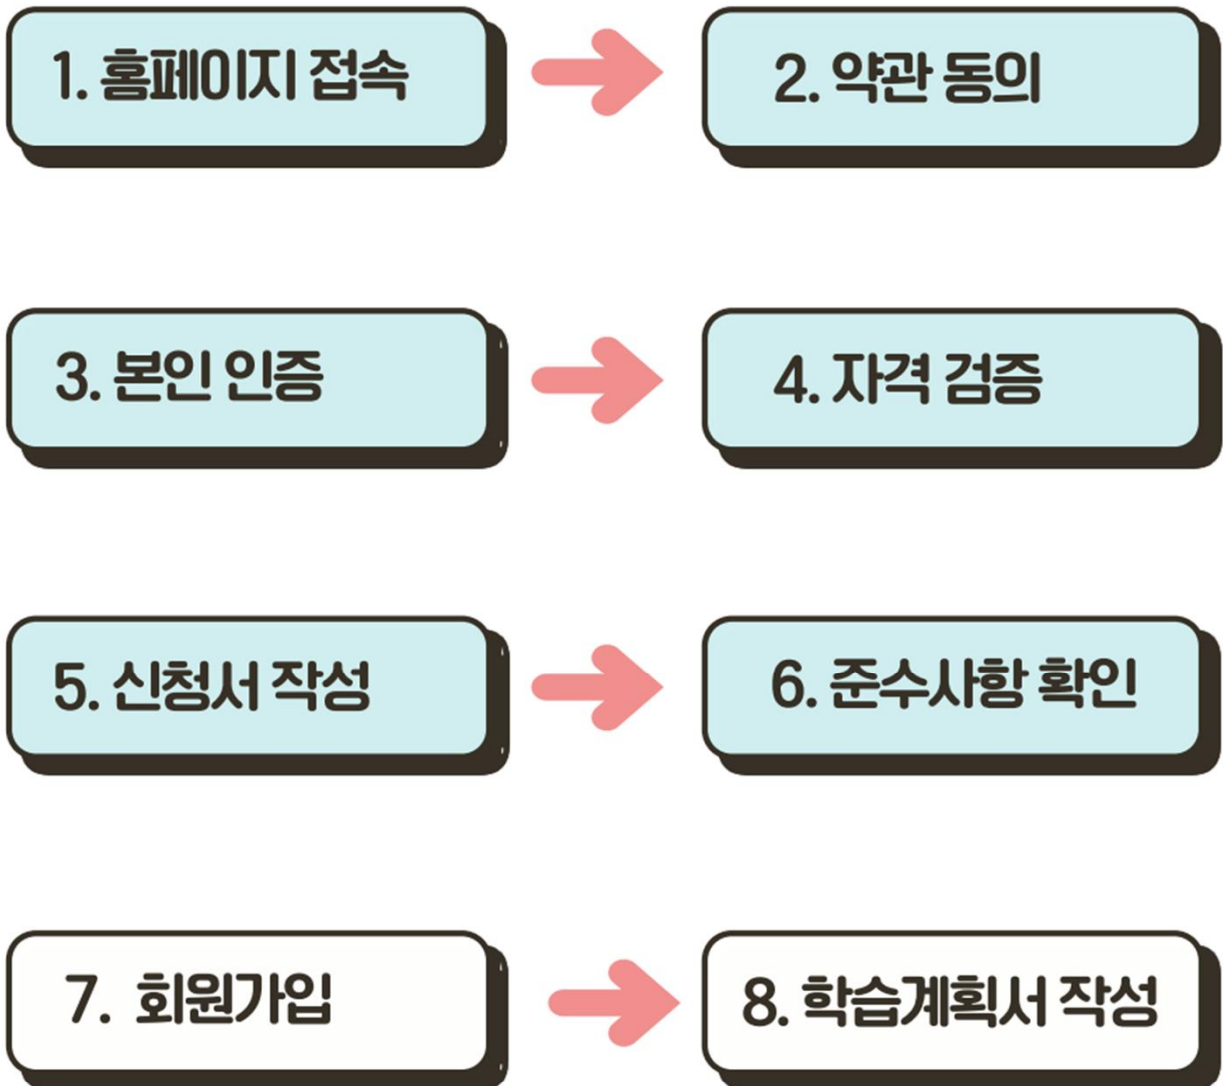 1. 홈페이지 접속
2. 약관 동의
3. 본인 인증
4. 자격 검증
5. 신청서 작성
6. 준수사항 확인
7. 회원가입
8. 학습계획서 작성